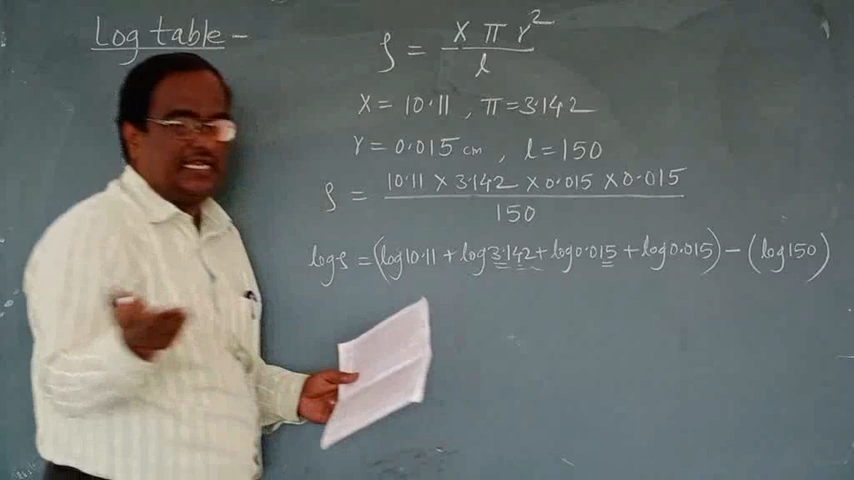 Log table -
ρ = X π r² / l
X = 10.11 , π = 3.142
r = 0.015 cm , l = 150
ρ = 10.11 X 3.142 X 0.015 X 0.015 / 150
log ρ = (log 10.11 + log 3.142 + log 0.015 + log 0.015) - (log 150)